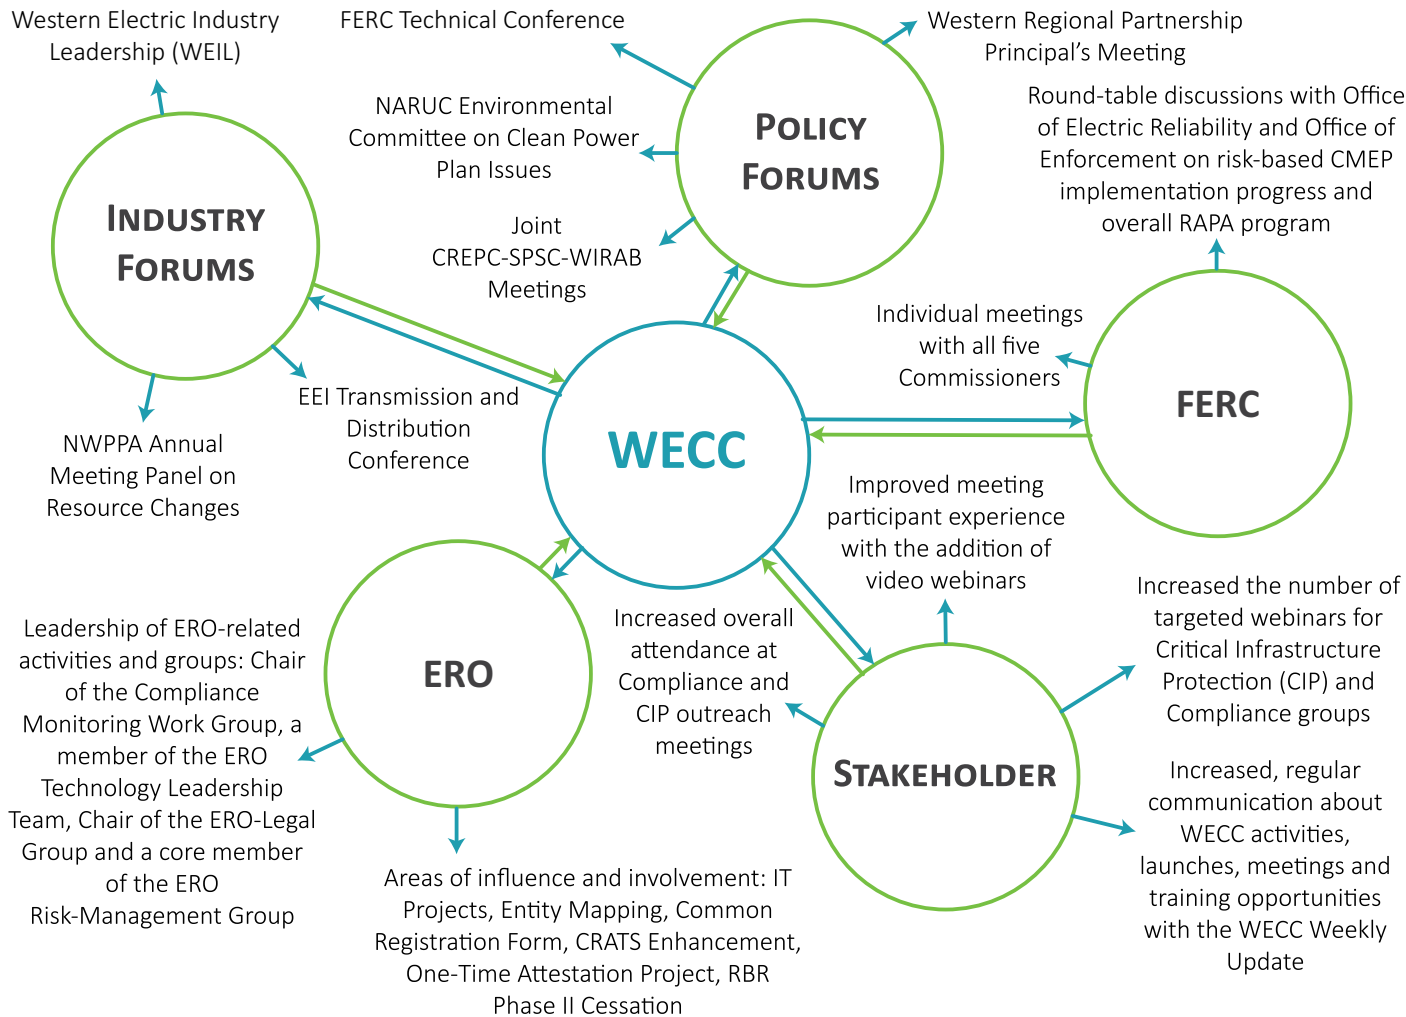 Western Electric Industry
Leadership (WEIL)
INDUSTRY
FORUMS
NWPPA Annual
Meeting Panel on
Resource Changes
EEI Transmission and
Distribution
Conference
FERC Technical Conference
NARUC Environmental
Committee on Clean Power
Plan Issues
Joint
CREPC-SPSC-WIRAB
Meetings
POLICY
FORUMS
Western Regional Partnership
Principal’s Meeting
Round-table discussions with Office
of Electric Reliability and Office of
Enforcement on risk-based CMEP
implementation progress and
overall RAPA program
Individual meetings
with all five
Commissioners
FERC
WECC
Improved meeting
participant experience
with the addition of
video webinars
Increased overall
attendance at
Compliance and
CIP outreach
meetings
STAKEHOLDER
Increased the number of
targeted webinars for
Critical Infrastructure
Protection (CIP) and
Compliance groups
Increased, regular
communication about
WECC activities,
launches, meetings and
training opportunities
with the WECC Weekly
Update
ERO
Leadership of ERO-related
activities and groups: Chair
of the Compliance
Monitoring Work Group, a
member of the ERO
Technology Leadership
Team, Chair of the ERO-Legal
Group and a core member
of the ERO
Risk-Management Group
Areas of influence and involvement: IT
Projects, Entity Mapping, Common
Registration Form, CRATS Enhancement,
One-Time Attestation Project, RBR
Phase II Cessation